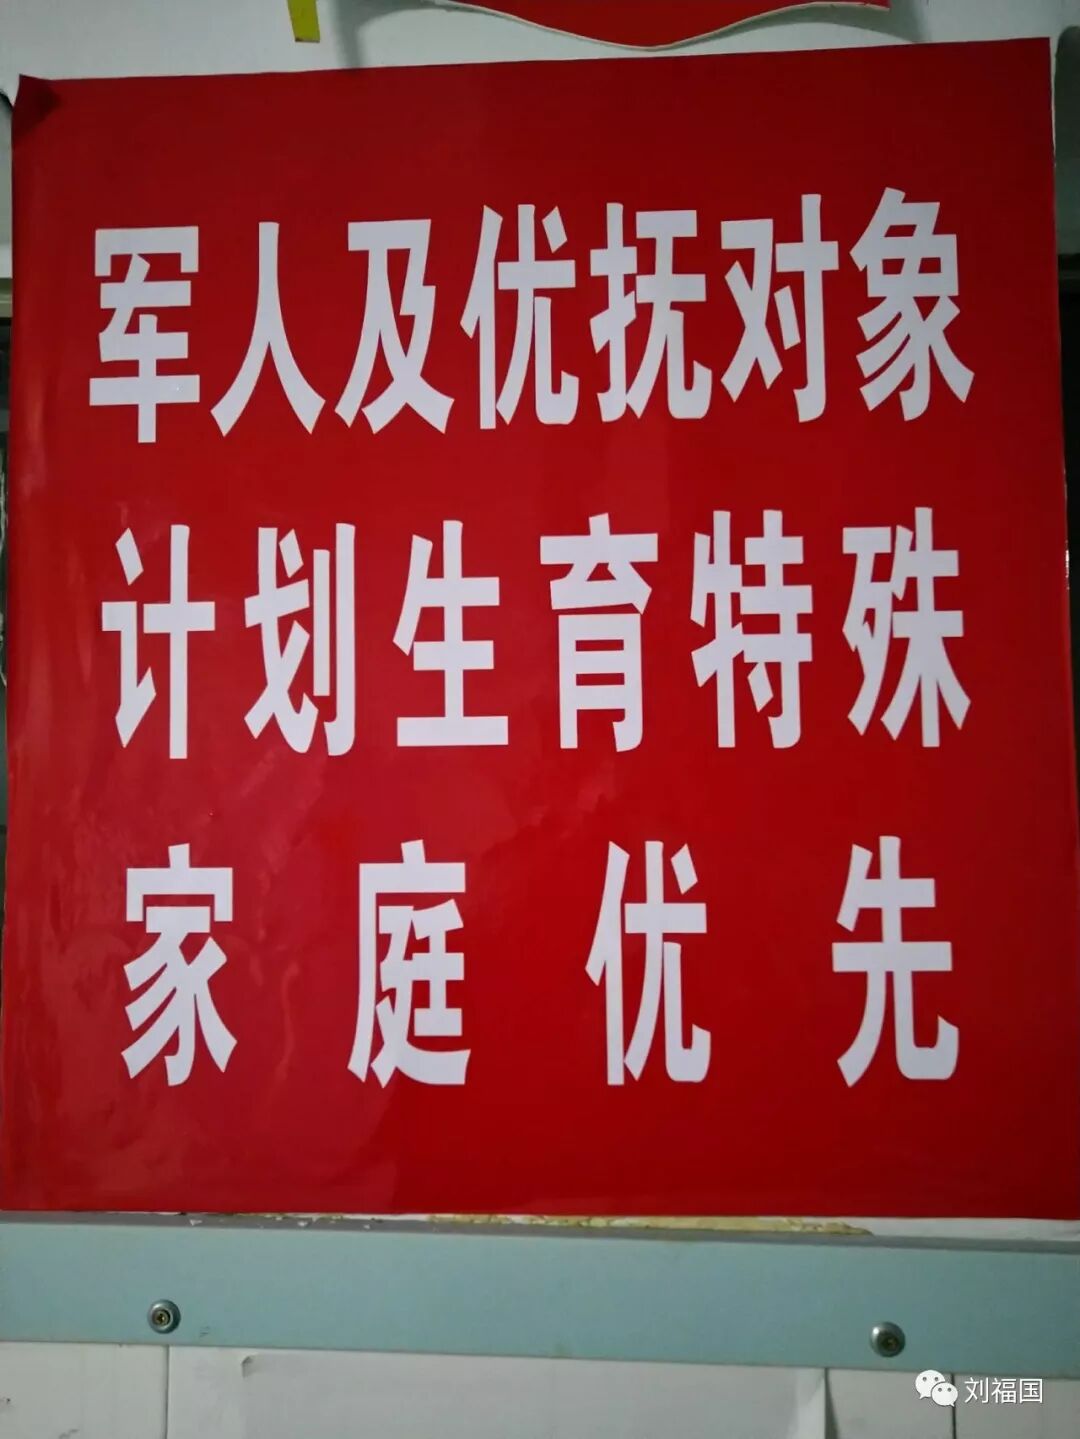 军人及优抚对象
计划生育特殊
家庭优先
刘福国